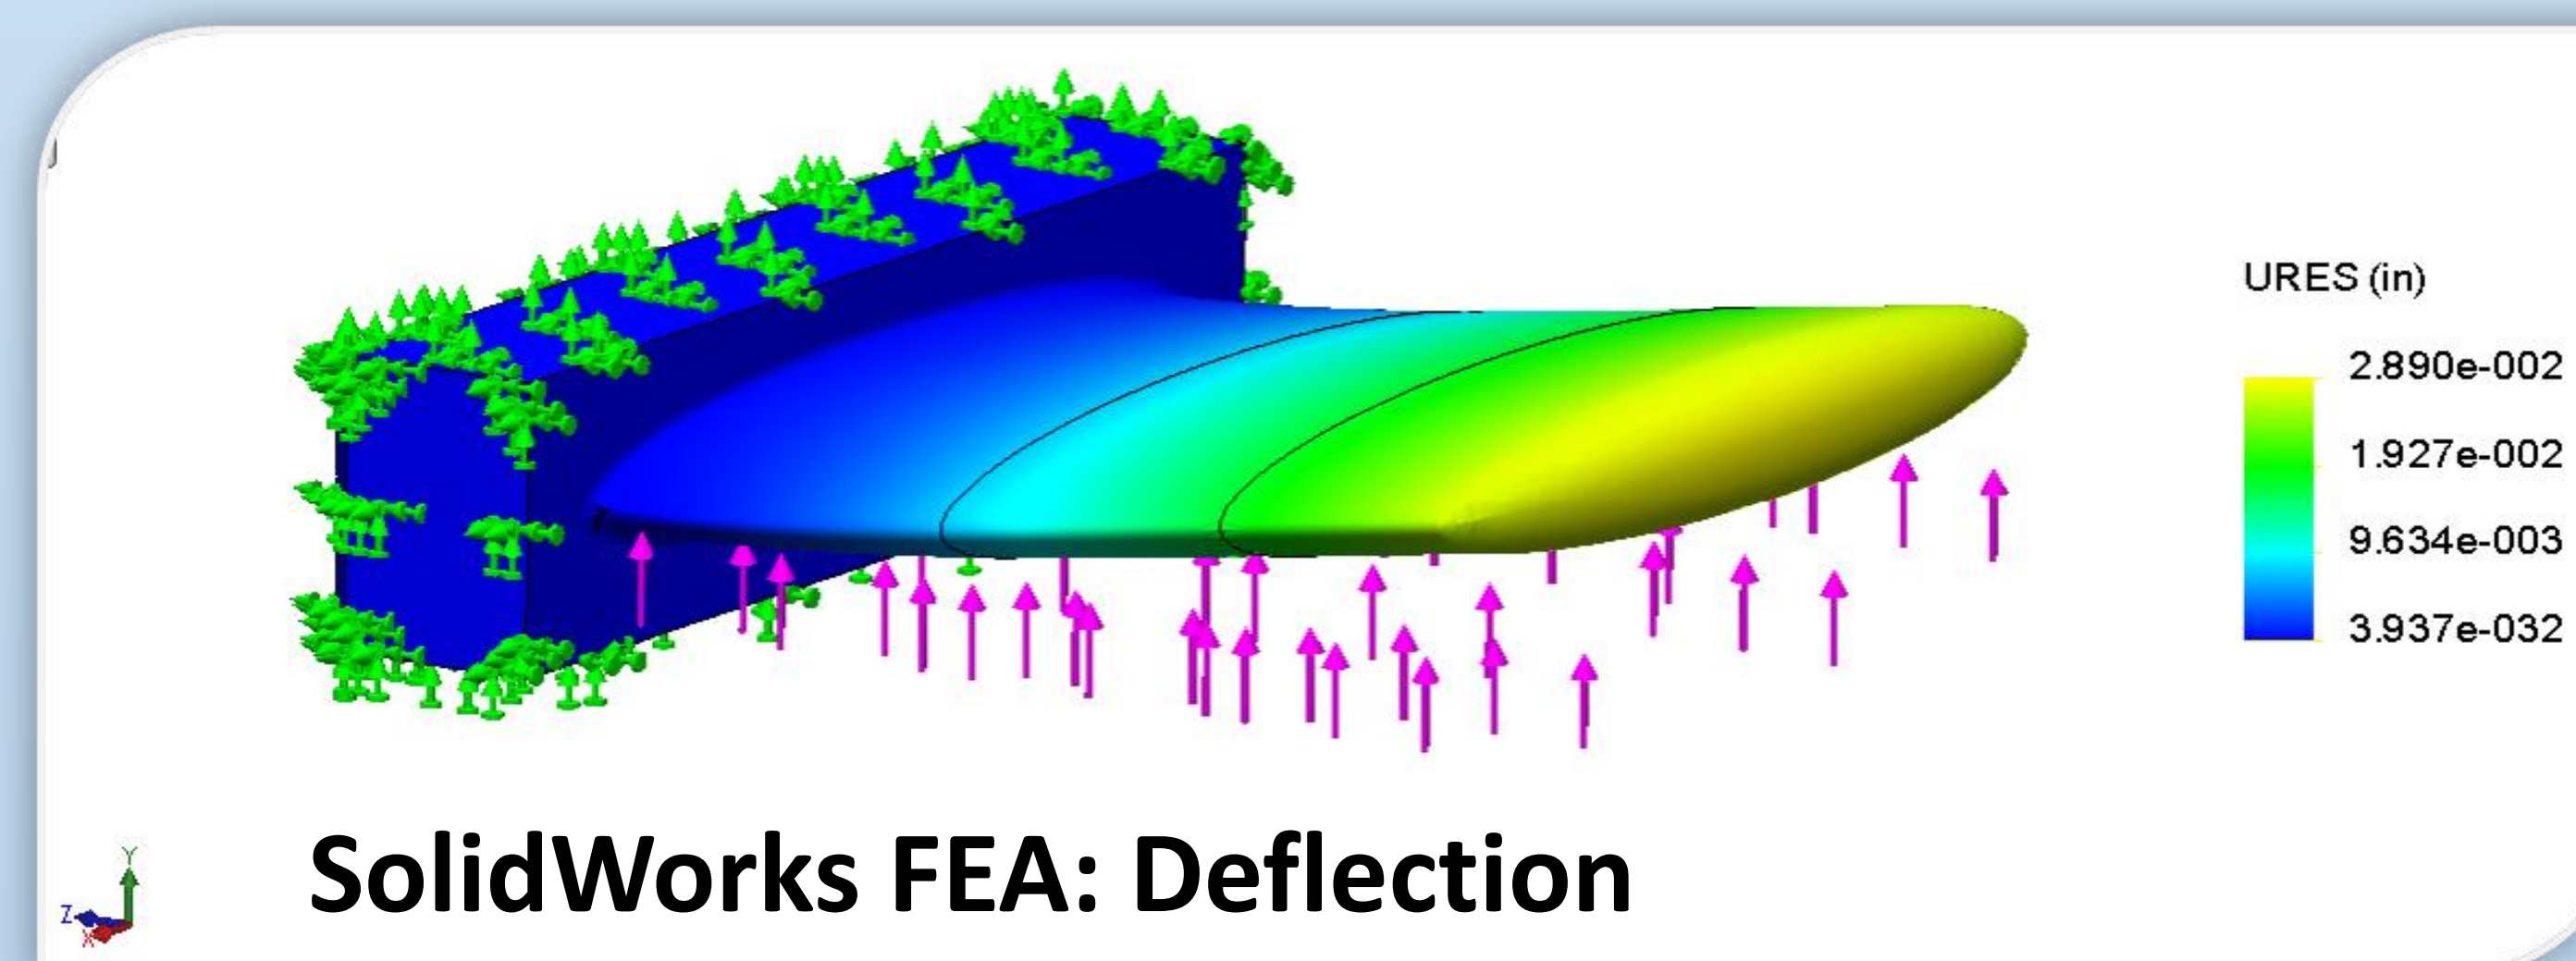 URES (in)
2.890e-002
1.927e-002
9.634e-003
3.937e-032
Y
Z
X
SolidWorks FEA: Deflection